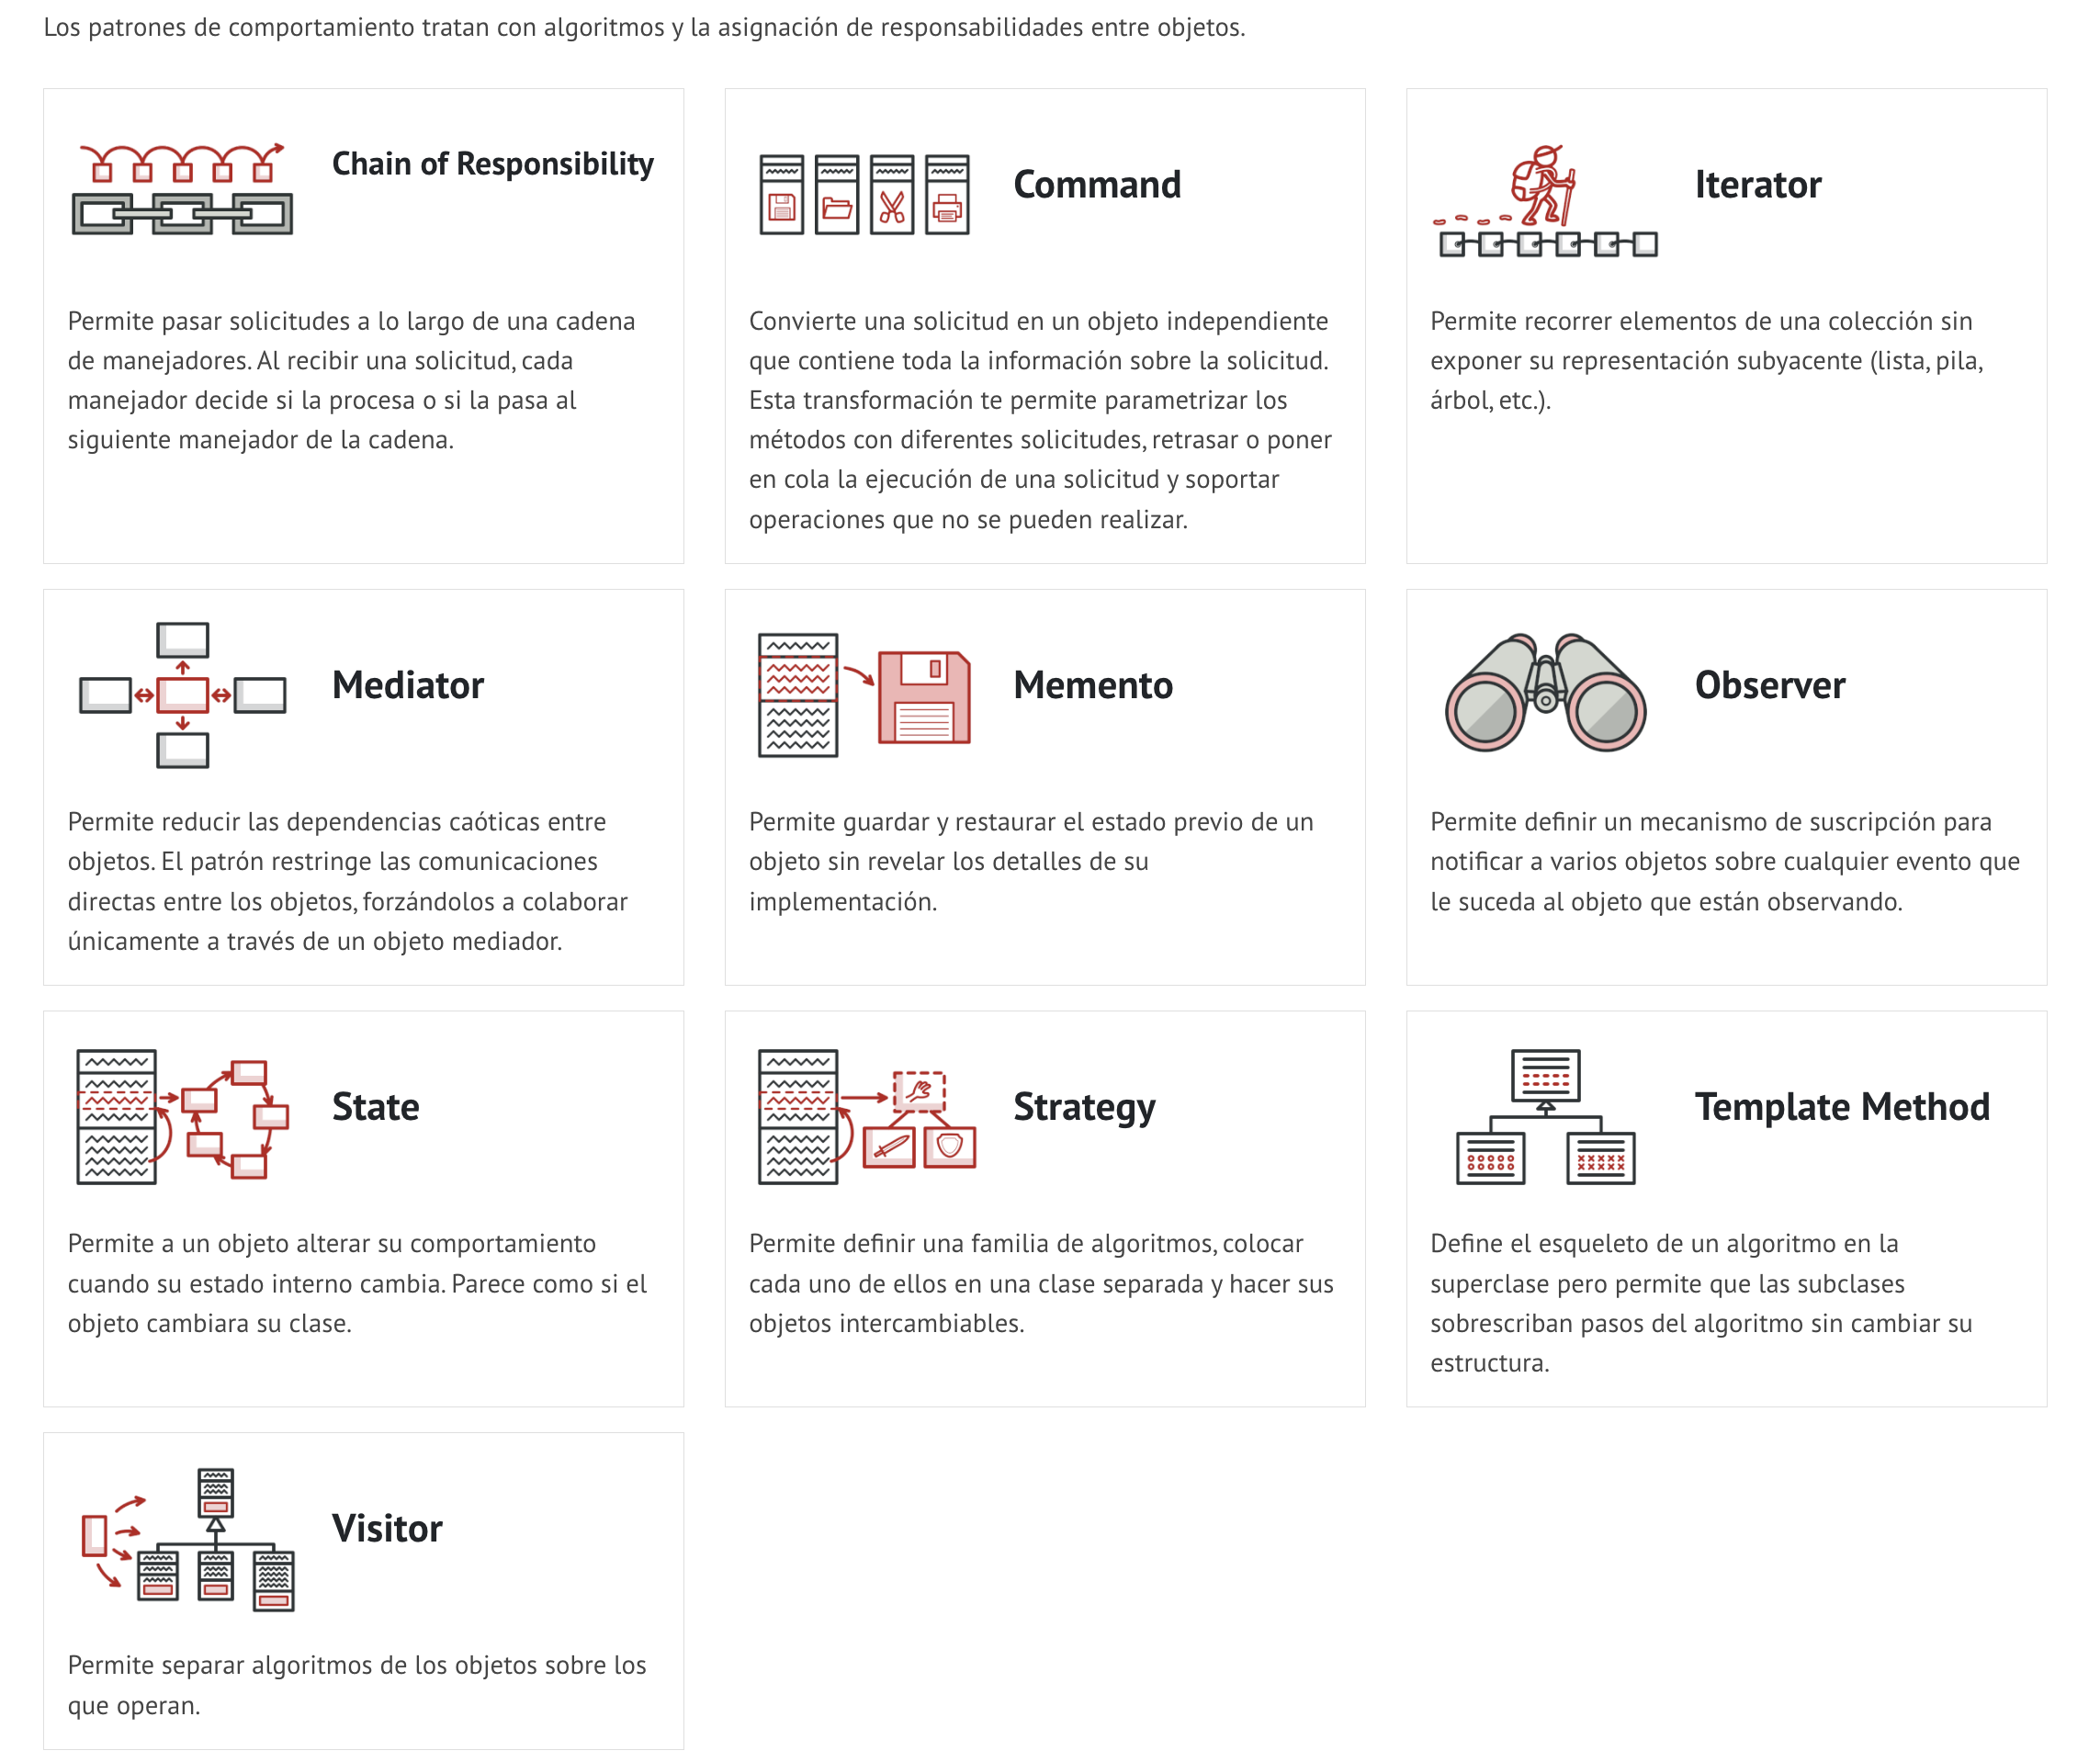 Los patrones de comportamiento tratan con algoritmos y la asignación de responsabilidades entre objetos.
Chain of Responsibility
Permite pasar solicitudes a lo largo de una cadena
de manejadores. Al recibir una solicitud, cada
manejador decide si la procesa o si la pasa al
siguiente manejador de la cadena.
Command
Convierte una solicitud en un objeto independiente
que contiene toda la información sobre la solicitud.
Esta transformación te permite parametrizar los
métodos con diferentes solicitudes, retrasar o poner
en cola la ejecución de una solicitud y soportar
operaciones que no se pueden realizar.
Iterator
Permite recorrer elementos de una colección sin
exponer su representación subyacente (lista, pila,
árbol, etc.).
Mediator
Permite reducir las dependencias caóticas entre
objetos. El patrón restringe las comunicaciones
directas entre los objetos, forzándolos a colaborar
únicamente a través de un objeto mediador.
Memento
Permite guardar y restaurar el estado previo de un
objeto sin revelar los detalles de su
implementación.
Observer
Permite definir un mecanismo de suscripción para
notificar a varios objetos sobre cualquier evento que
le suceda al objeto que están observando.
State
Permite a un objeto alterar su comportamiento
cuando su estado interno cambia. Parece como si el
objeto cambiara su clase.
Strategy
Permite definir una familia de algoritmos, colocar
cada uno de ellos en una clase separada y hacer sus
objetos intercambiables.
Template Method
Define el esqueleto de un algoritmo en la
superclase pero permite que las subclases
sobrescriban pasos del algoritmo sin cambiar su
estructura.
Visitor
Permite separar algoritmos de los objetos sobre los
que operan.